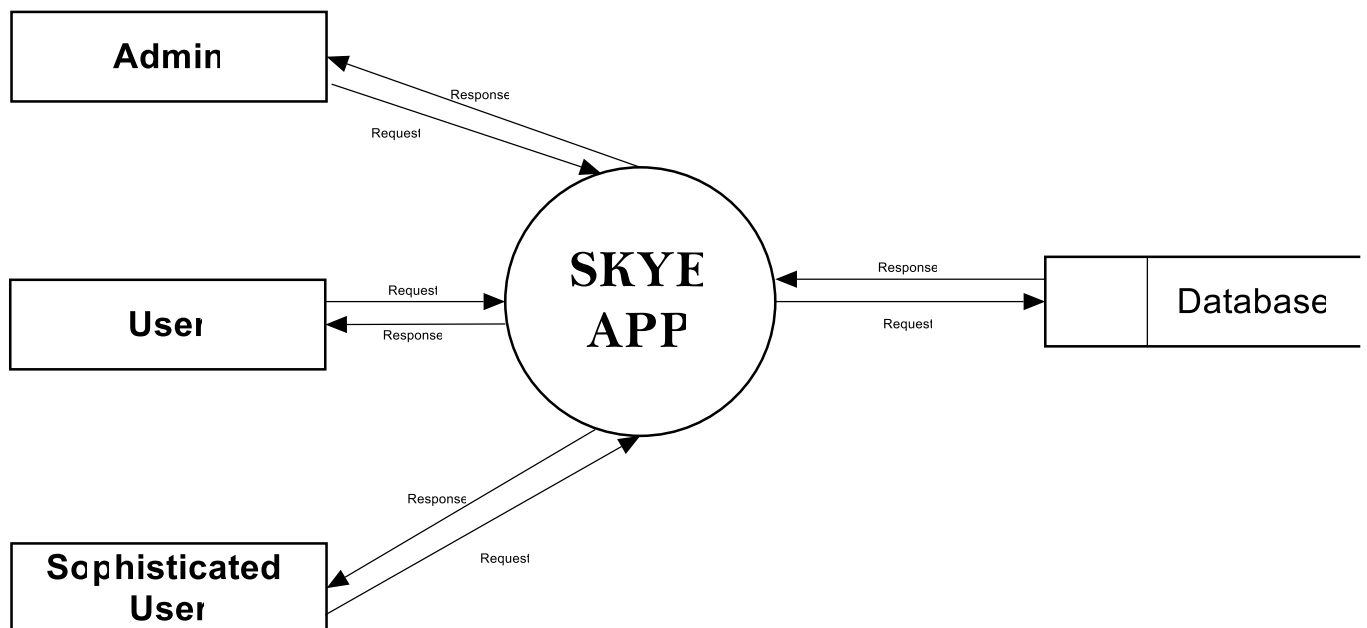 Admin
Response
Request
SKYE
APP
Response
Database
Request
Request
User
Response
Response
Request
Sophisticated
User